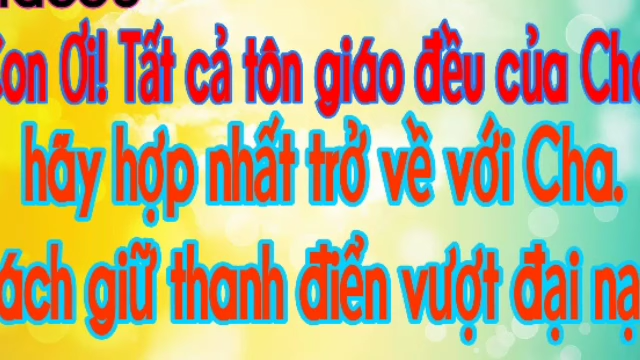 Con Ơi! Tất cả tôn giáo đều của Cha
hãy hợp nhất trở về với Cha.
ách giữ thanh điển vượt đại nạ